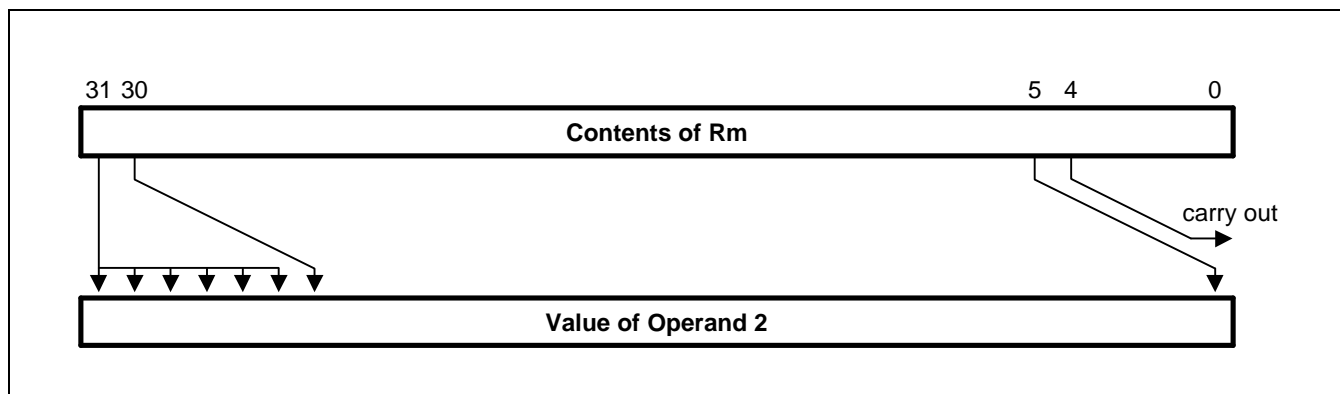 31 30 5 4 0
Contents of Rm
carry out
Value of Operand 2